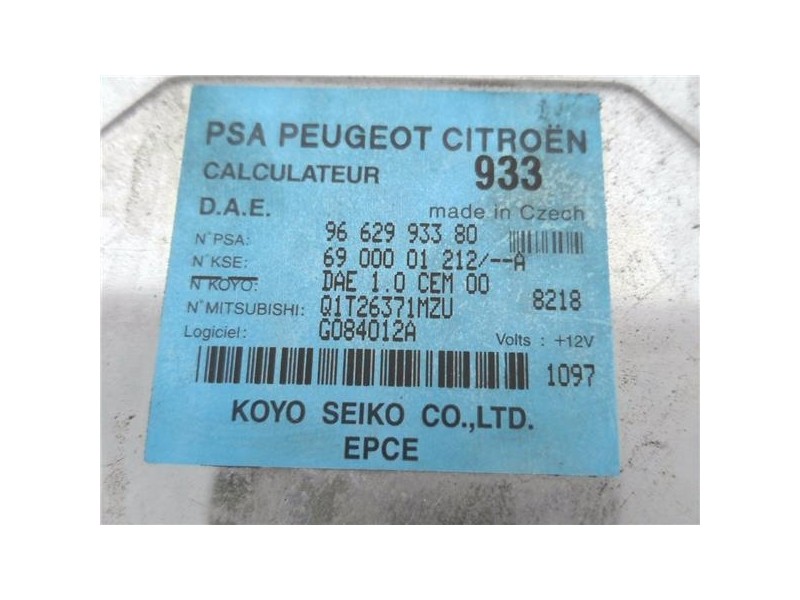 PSA PEUGEOT CITROËN
CALCULATEUR 933
D.A.E. made in Czech
N°PSA: 96 629 933 80
N°KSE: 69 000 01 212/--A
N°KOYO: DAE 1.0 CEM 00
N°MITSUBISHI: Q1T26371MZU 8218
Logiciel: G084012A Volts : +12V
1097
KOYO SEIKO CO.,LTD.
EPCE